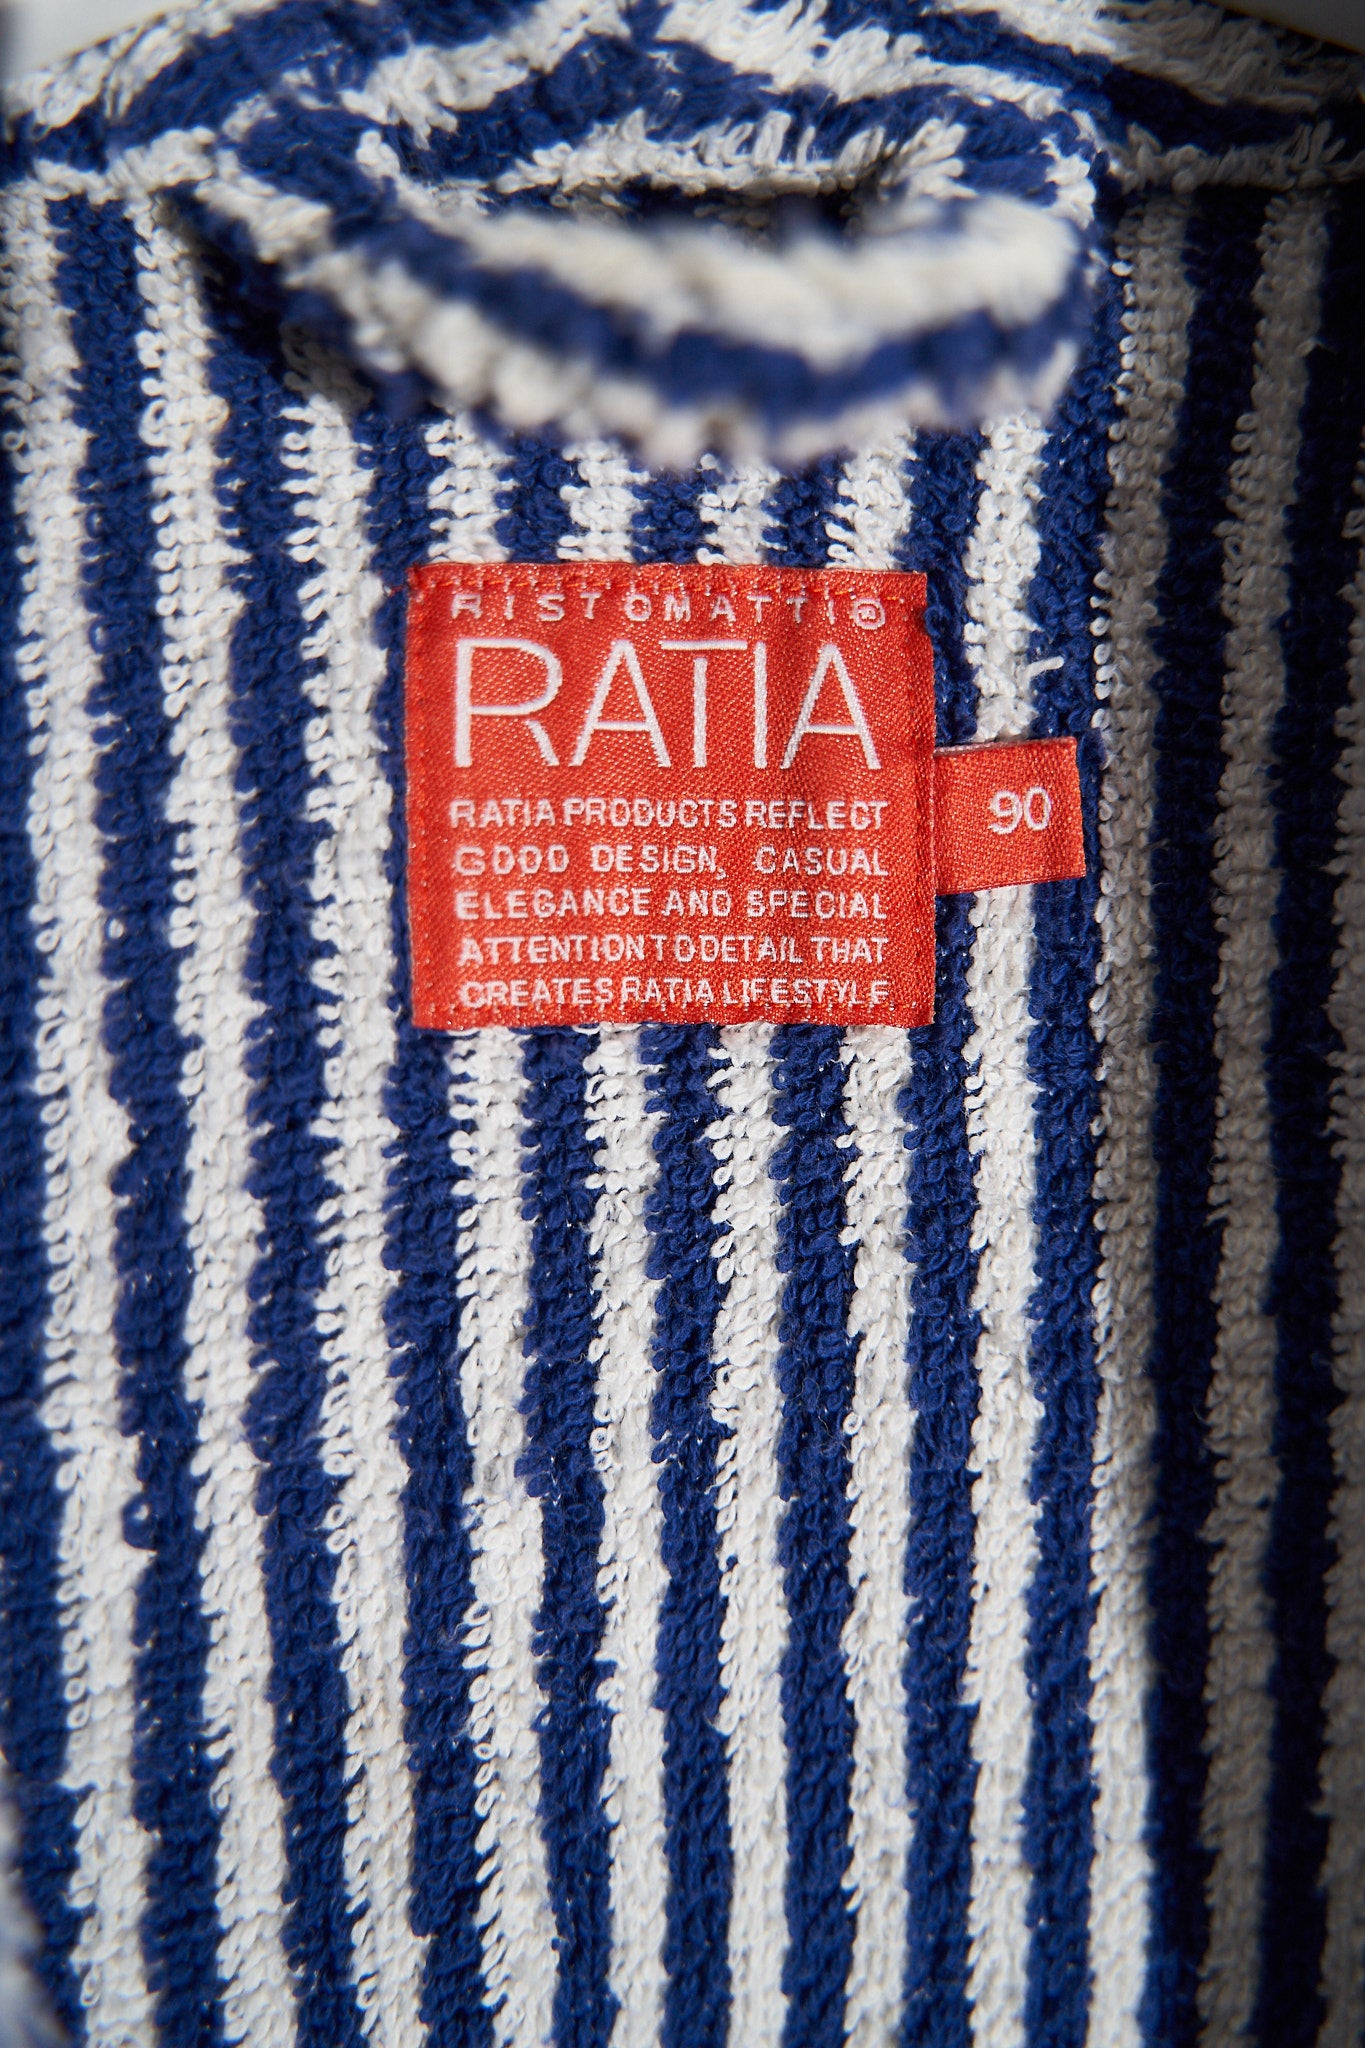 RISTOMATTI®
RATIA
RATIA PRODUCTS REFLECT
GOOD DESIGN, CASUAL
ELEGANCE AND SPECIAL
ATTENTION TO DETAIL THAT
CREATES RATIA LIFESTYLE
90